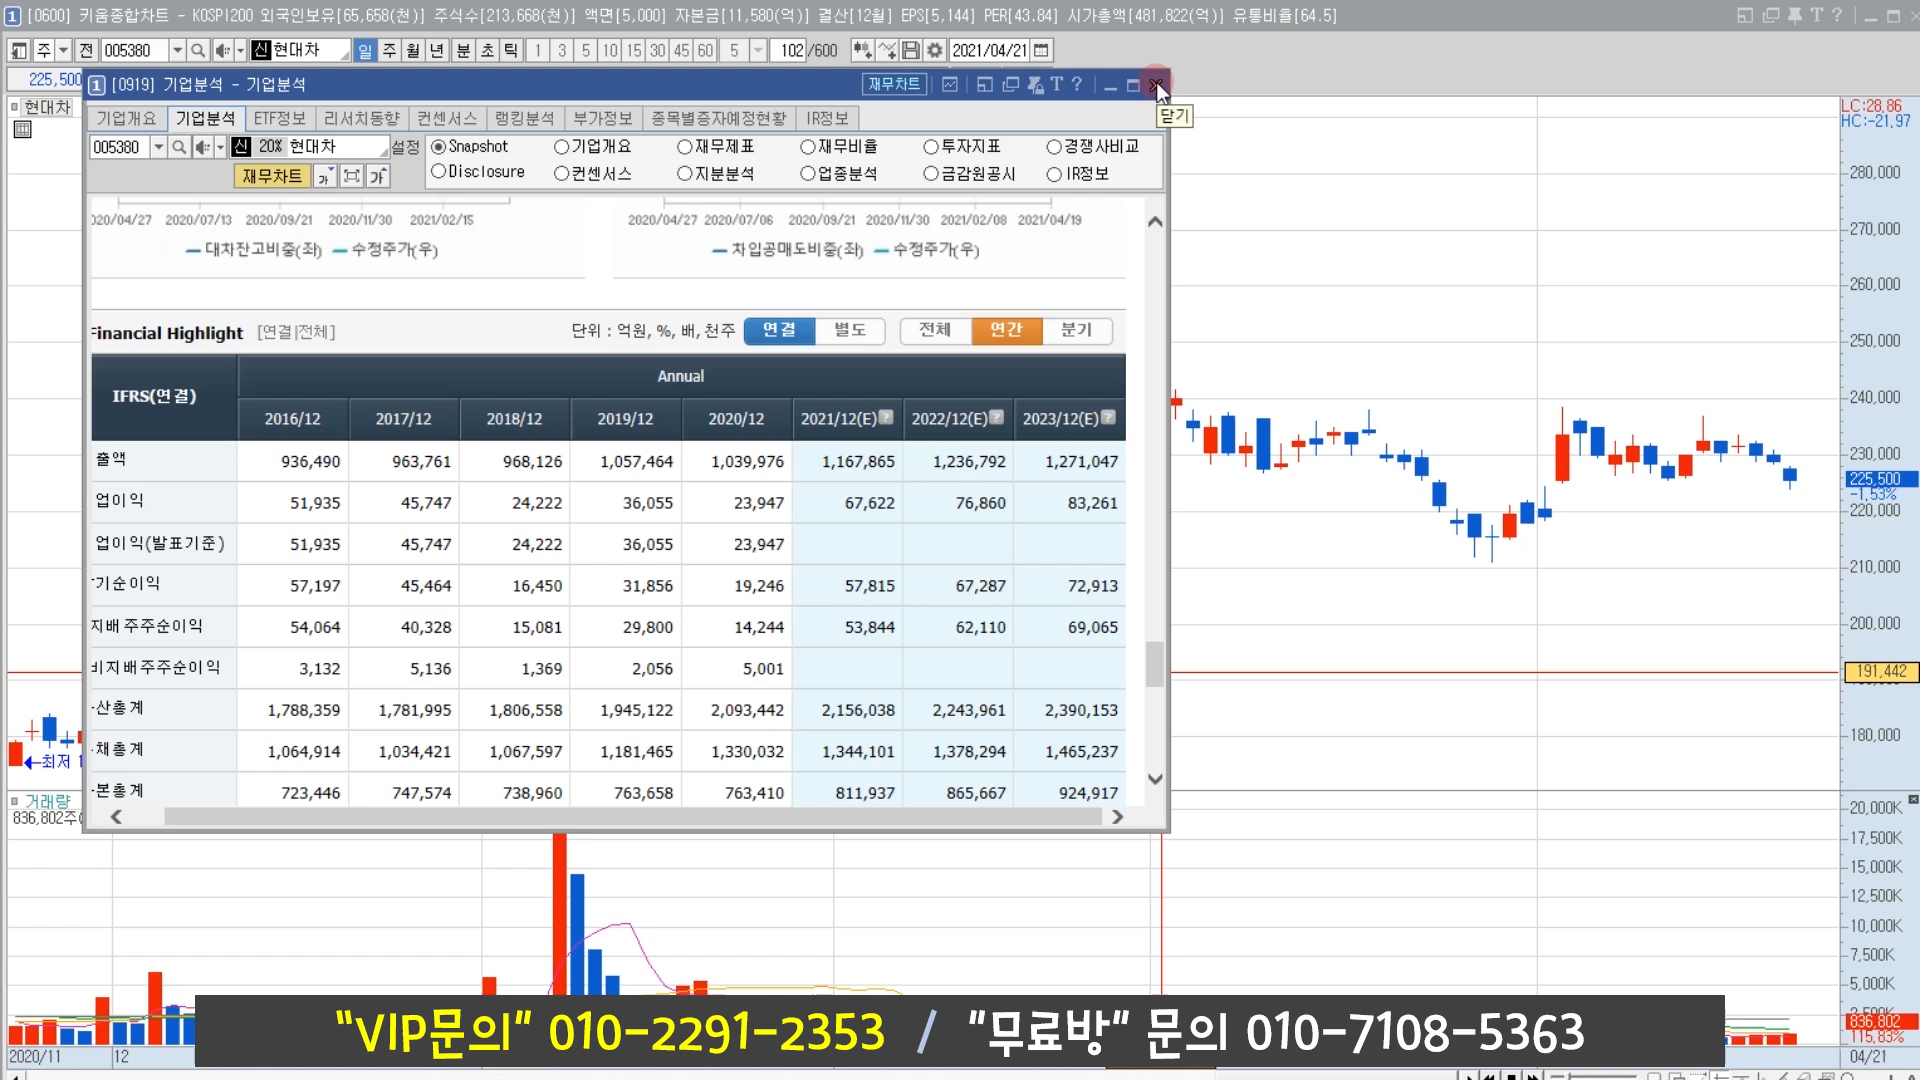 [0600] 키움종합차트 - KOSPI200 외국인보유[65,658(천)] 주식수[213,668(천)] 액면[5,000] 자본금[11,580(억)] 결산[12월] EPS[5,144] PER[43.84] 시가총액[481,822(억)] 유통비율[64.5]
주 전 005380 신 현대차 일 주 월 년 분 초 틱 1 3 5 10 15 30 45 60 5 102 /600 2021/04/21
225,500
1 [0919] 기업분석 - 기업분석 재무차트
닫기
현대차
기업개요 기업분석 ETF정보 리서치동향 컨센서스 랭킹분석 부가정보 종목별증자예정현황 IR정보
005380 신 20% 현대차 설정 Snapshot 기업개요 재무제표 재무비율 투자지표 경쟁사비교
재무차트 가 가 Disclosure 컨센서스 지분분석 업종분석 금감원공시 IR정보
020/04/27 2020/07/13 2020/09/21 2020/11/30 2021/02/15
2020/04/27 2020/07/06 2020/09/21 2020/11/30 2021/02/08 2021/04/19
대차잔고비중(좌) 수정주가(우)
차입공매도비중(좌) 수정주가(우)
Financial Highlight [연결|전체] 단위 : 억원, %, 배, 천주 연결 별도 전체 연간 분기
IFRS(연결) Annual
2016/12 2017/12 2018/12 2019/12 2020/12 2021/12(E) 2022/12(E) 2023/12(E)
출액 936,490 963,761 968,126 1,057,464 1,039,976 1,167,865 1,236,792 1,271,047
업이익 51,935 45,747 24,222 36,055 23,947 67,622 76,860 83,261
업이익(발표기준) 51,935 45,747 24,222 36,055 23,947
기순이익 57,197 45,464 16,450 31,856 19,246 57,815 67,287 72,913
지배주주순이익 54,064 40,328 15,081 29,800 14,244 53,844 62,110 69,065
비지배주주순이익 3,132 5,136 1,369 2,056 5,001
산총계 1,788,359 1,781,995 1,806,558 1,945,122 2,093,442 2,156,038 2,243,961 2,390,153
채총계 1,064,914 1,034,421 1,067,597 1,181,465 1,330,032 1,344,101 1,378,294 1,465,237
본총계 723,446 747,574 738,960 763,658 763,410 811,937 865,667 924,917
LC:28,86
HC:-21,97
280,000
270,000
260,000
250,000
240,000
230,000
225,500
-1,53%
220,000
210,000
200,000
191,442
180,000
←최저 1
거래량
836,802주(
20,000K
17,500K
15,000K
12,500K
10,000K
7,500K
5,000K
836,802
115,83%
2020/11 12 04/21
"VIP문의" 010-2291-2353 / "무료방" 문의 010-7108-5363